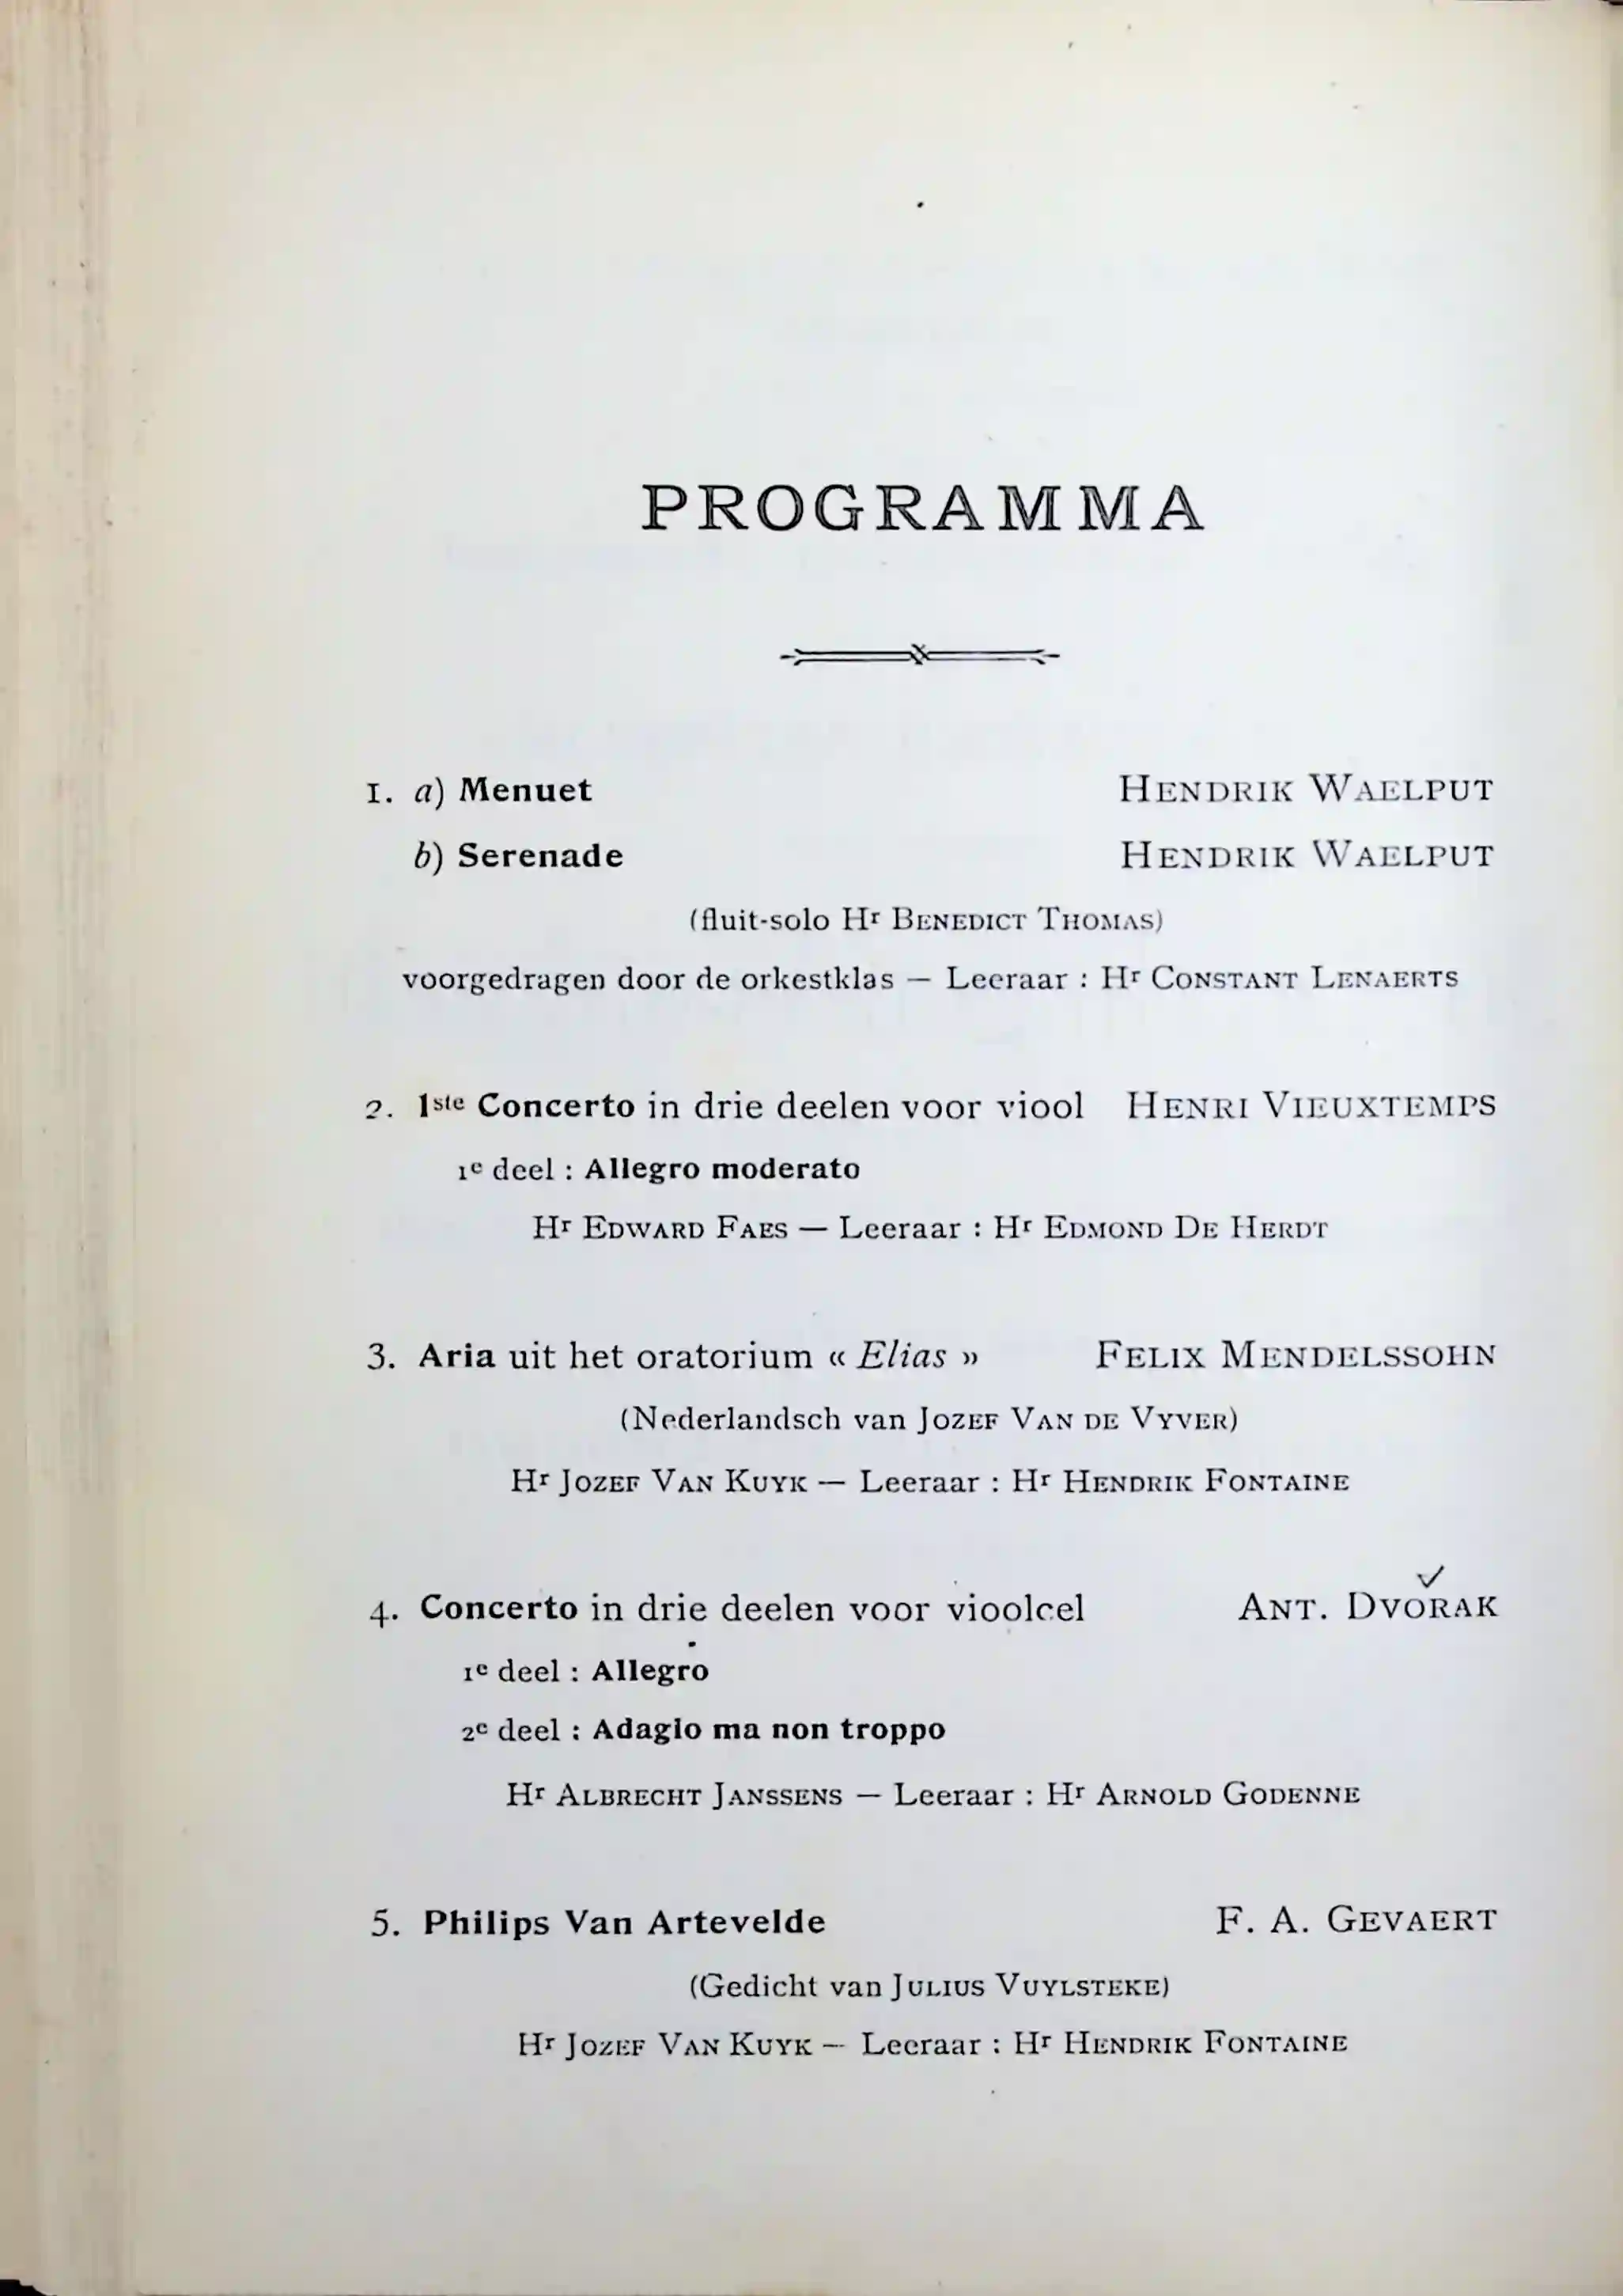 PROGRAMMA
1. a) Menuet HENDRIK WAELPUT
b) Serenade HENDRIK WAELPUT
(fluit-solo Hr BENEDICT THOMAS)
voorgedragen door de orkestklas — Leeraar : Hr CONSTANT LENAERTS
2. 1ste Concerto in drie deelen voor viool HENRI VIEUXTEMPS
1e deel : Allegro moderato
Hr EDWARD FAES — Leeraar : Hr EDMOND DE HERDT
3. Aria uit het oratorium « Elias » FELIX MENDELSSOHN
(Nederlandsch van JOZEF VAN DE VYVER)
Hr JOZEF VAN KUYK — Leeraar : Hr HENDRIK FONTAINE
4. Concerto in drie deelen voor vioolcel ANT. DVORAK
1e deel : Allegro
2e deel : Adagio ma non troppo
Hr ALBRECHT JANSSENS — Leeraar : Hr ARNOLD GODENNE
5. Philips Van Artevelde F. A. GEVAERT
(Gedicht van JULIUS VUYLSTEKE)
Hr JOZEF VAN KUYK — Leeraar : Hr HENDRIK FONTAINE